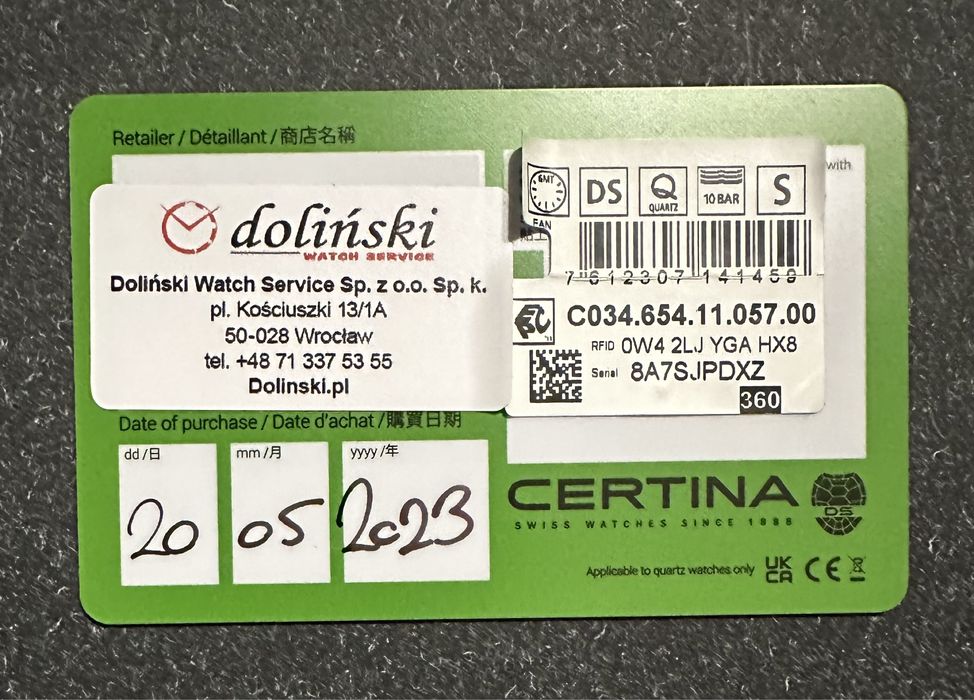 Retailer / Détaillant / 商店名稱
doliński
WATCH SERVICE
Doliński Watch Service Sp. z o.o. Sp. k.
pl. Kościuszki 13/1A
50-028 Wrocław
tel. +48 71 337 53 55
Dolinski.pl
Date of purchase / Date d'achat /購買日期
dd /日
mm /月
yyyy /年
20
05
2023
with
GMT
DS
Q
QUARTZ
10 BAR
S
FAN
7 612307 141459
C034.654.11.057.00
RFID 0W4 2LJ YGA HX8
Serial 8A7SJPDXZ
360
CERTINA
SWISS WATCHES SINCE 1888
DS
Applicable to quartz watches only
UK
CA
CE